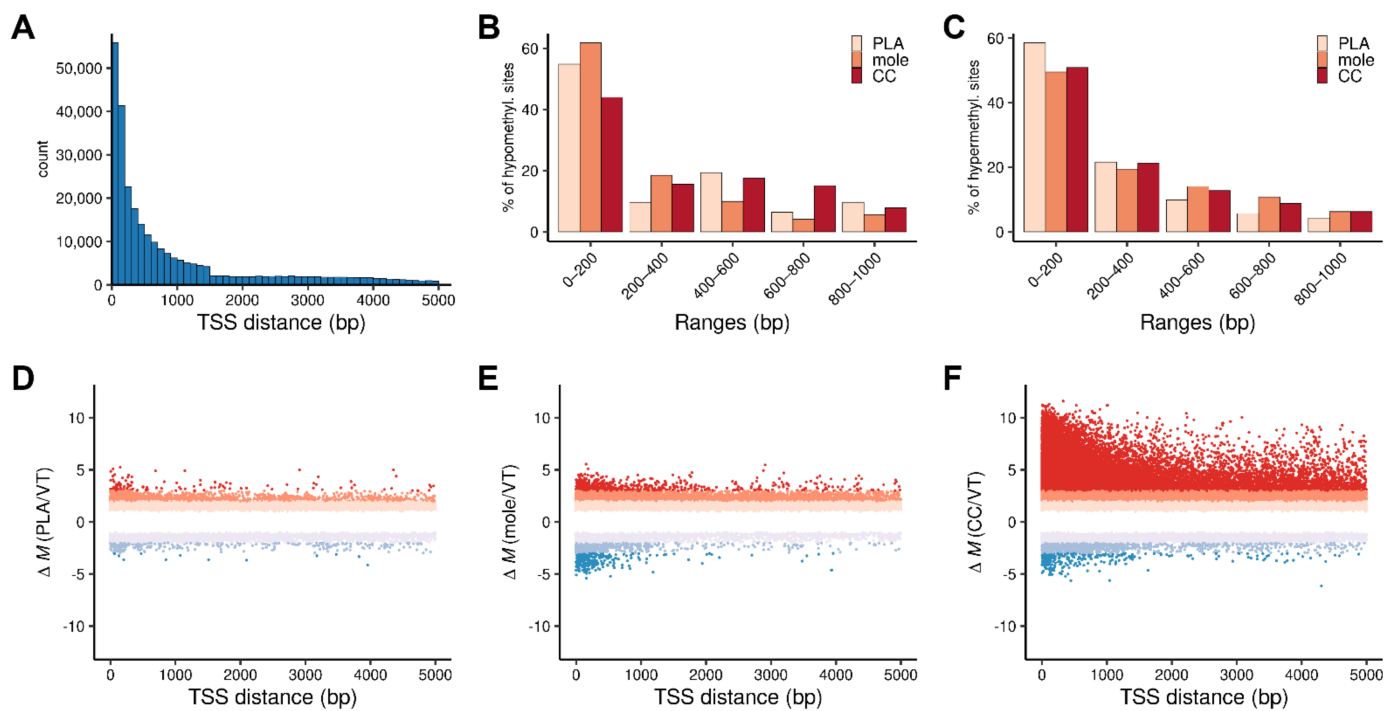 A
50,000
40,000
30,000
20,000
10,000
0
count
0 1000 2000 3000 4000 5000
TSS distance (bp)
B
60
40
20
0
% of hypomethyl. sites
PLA
mole
CC
0–200 200–400 400–600 600–800 800–1000
Ranges (bp)
C
60
40
20
0
% of hypermethyl. sites
PLA
mole
CC
0–200 200–400 400–600 600–800 800–1000
Ranges (bp)
D
10
5
0
-5
-10
Δ M (PLA/VT)
0 1000 2000 3000 4000 5000
TSS distance (bp)
E
10
5
0
-5
-10
Δ M (mole/VT)
0 1000 2000 3000 4000 5000
TSS distance (bp)
F
10
5
0
-5
-10
Δ M (CC/VT)
0 1000 2000 3000 4000 5000
TSS distance (bp)